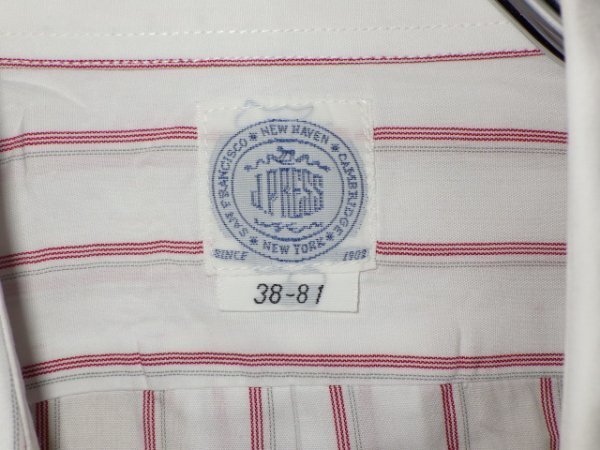 SAN FRANCISCO * NEW HAVEN * CAMBRIDGE * NEW YORK *
J.PRESS
SINCE 1902
38-81